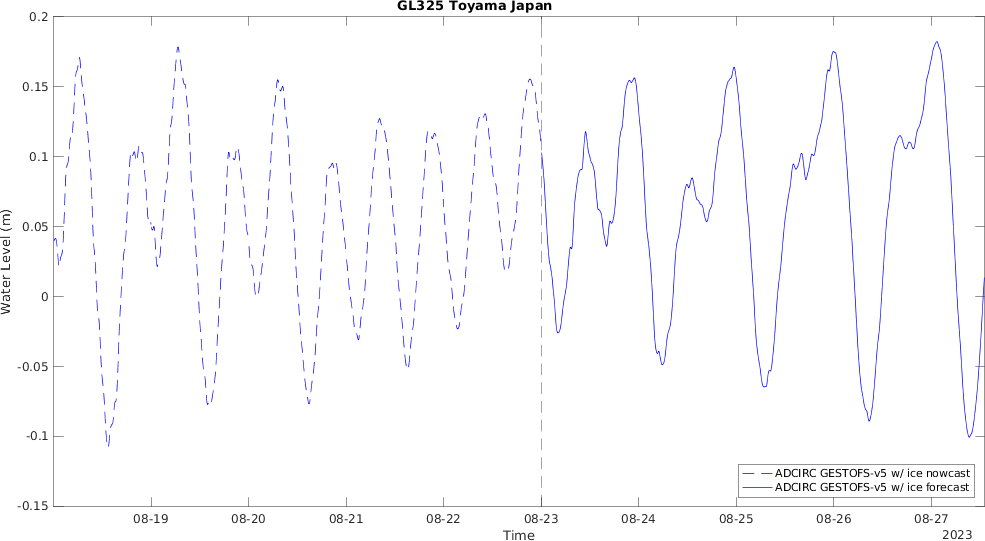 GL325 Toyama Japan
0.2
0.15
0.1
0.05
0
-0.05
-0.1
-0.15
Water Level (m)
08-19 08-20 08-21 08-22 08-23 08-24 08-25 08-26 08-27
Time
2023
ADCIRC GESTOFS-v5 w/ ice nowcast
ADCIRC GESTOFS-v5 w/ ice forecast